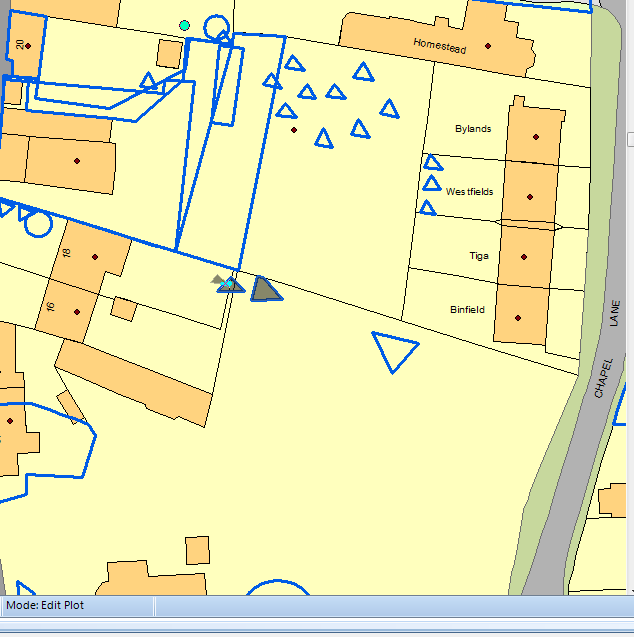 20
Homestead
Bylands
Westfields
18
Tiga
16
Binfield
CHAPEL LANE
Mode: Edit Plot